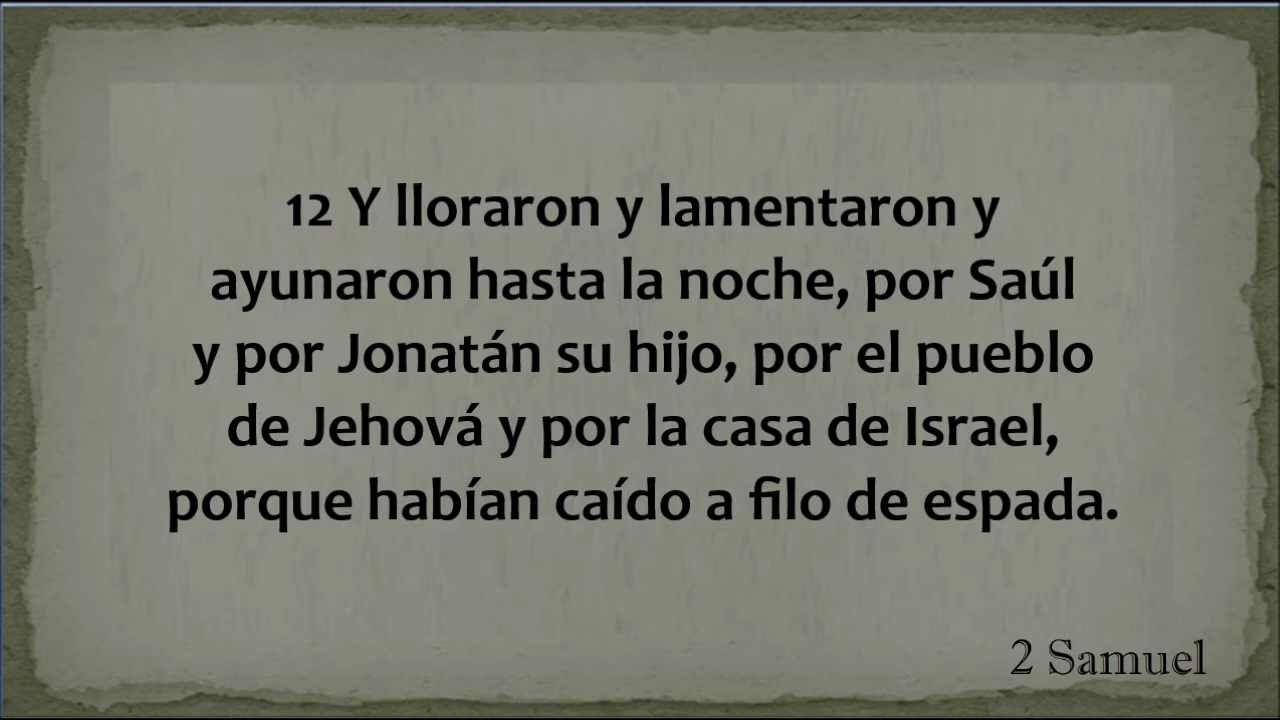 12 Y lloraron y lamentaron y
ayunaron hasta la noche, por Saúl
y por Jonatán su hijo, por el pueblo
de Jehová y por la casa de Israel,
porque habían caído a filo de espada.
2 Samuel